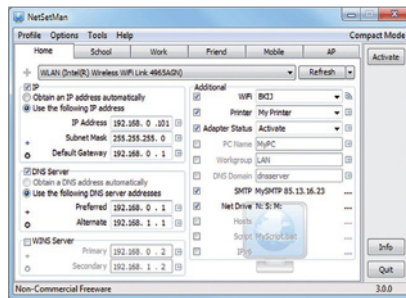 NetSetMan
Profile Options Tools Help Compact Mode
Home School Work Friend Mobile AP Activate
WLAN (Intel(R) Wireless WiFi Link 4965AGN) Refresh
IP
Obtain an IP address automatically
Use the following IP address
IP Address 192.168. 0 .101
Subnet Mask 255.255.255. 0
Default Gateway 192.168. 0 . 1
DNS Server
Obtain a DNS address automatically
Use the following DNS server addresses
Preferred 192.168. 0 . 1
Alternate 192.168. 1 . 1
WINS Server
Primary 192.168. 0 . 2
Secondary 192.168. 1 . 2
Additional
WiFi BKIJ
Printer My Printer
Adapter Status Activate
PC Name MyPC
Workgroup LAN
DNS Domain dnsserver
SMTP MySMTP 85.13.16.23 ...
Net Drive N: S: M: ...
Hosts ...
Script MyScript.bat ...
IPv6 ...
Info
Quit
Non-Commercial Freeware 3.0.0